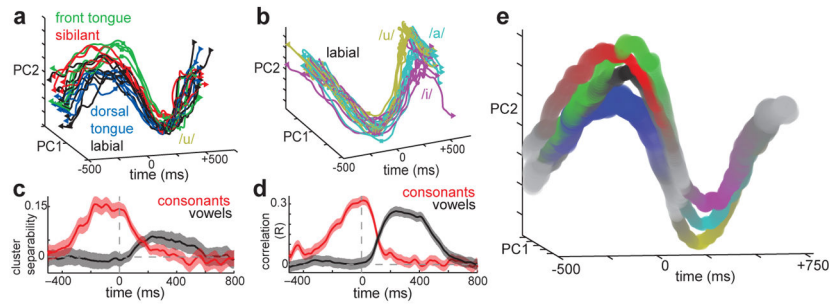 a
front tongue
sibilant
PC2
dorsal
tongue
labial
/u/
PC1
-500
0
+500
time (ms)
b
labial
/u/
/a/
/i/
PC2
PC1
-500
0
+500
time (ms)
c
consonants
vowels
0.15
0
cluster
separability
-400
0
400
800
time (ms)
d
consonants
vowels
0.3
0
correlation
(R)
-400
0
400
800
time (ms)
e
PC2
PC1
-500
0
+750
time (ms)